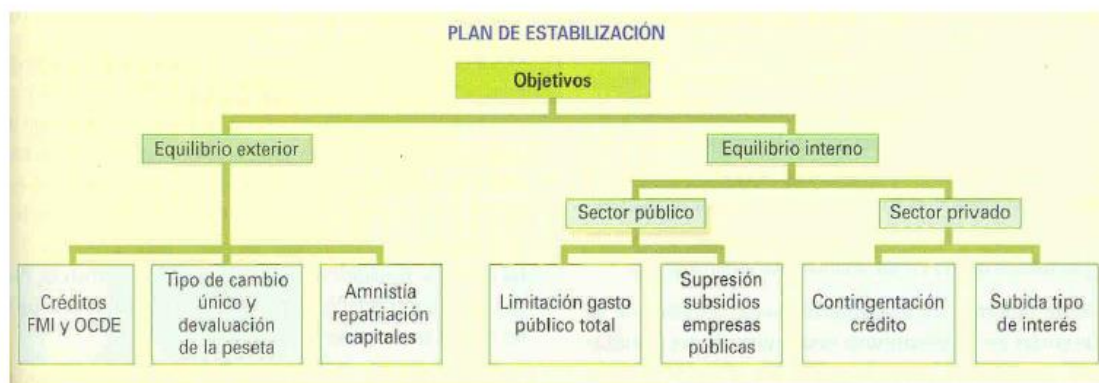 PLAN DE ESTABILIZACIÓN
Objetivos
Equilibrio exterior
Equilibrio interno
Sector público
Sector privado
Créditos
FMI y OCDE
Tipo de cambio
único y
devaluación
de la peseta
Amnistía
repatriación
capitales
Limitación gasto
público total
Supresión
subsidios
empresas
públicas
Contingentación
crédito
Subida tipo
de interés